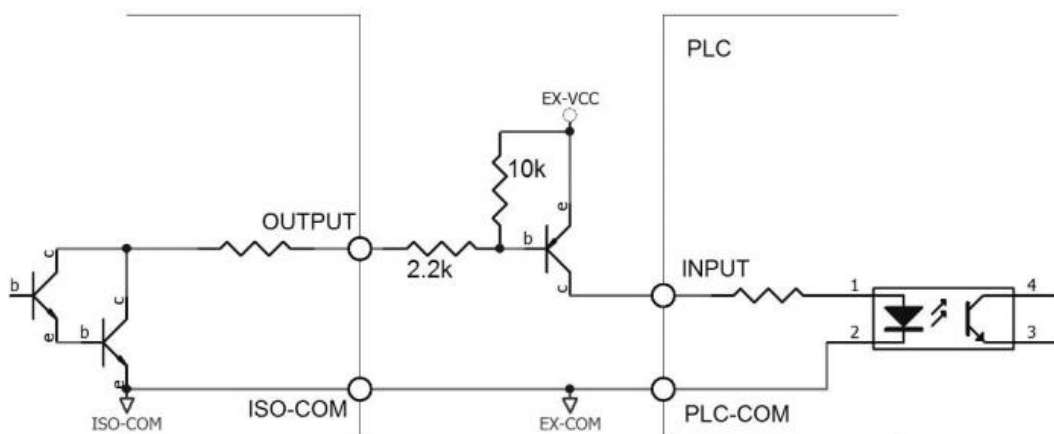 PLC
EX-VCC
10k
e
OUTPUT
b
2.2k
c
INPUT
c
c
b
e
b
e
1
2
4
3
ISO-COM
ISO-COM
EX-COM
PLC-COM